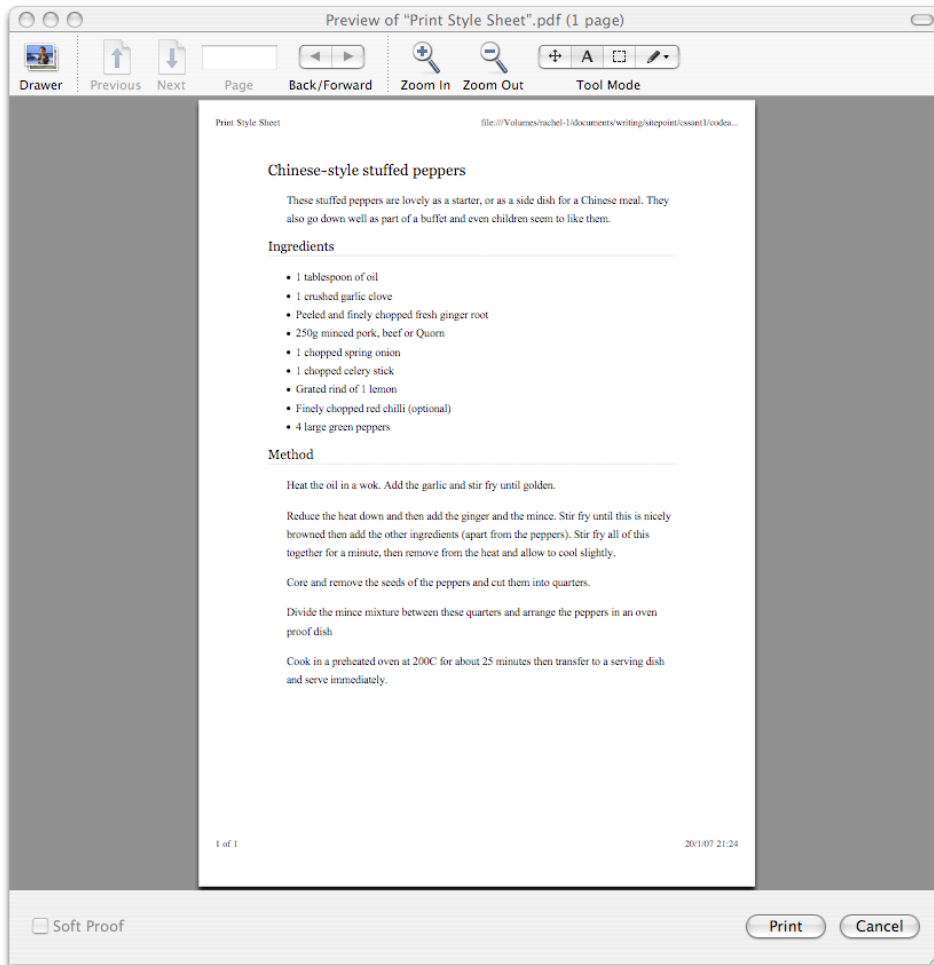 Preview of "Print Style Sheet".pdf (1 page)
Drawer
Previous
Next
Page
Back/Forward
Zoom In
Zoom Out
A
Tool Mode
Print Style Sheet
file:///Volumes/rachel-1/documents/writing/sitepoint/cssant1/codea...
Chinese-style stuffed peppers
These stuffed peppers are lovely as a starter, or as a side dish for a Chinese meal. They
also go down well as part of a buffet and even children seem to like them.
Ingredients
• 1 tablespoon of oil
• 1 crushed garlic clove
• Peeled and finely chopped fresh ginger root
• 250g minced pork, beef or Quorn
• 1 chopped spring onion
• 1 chopped celery stick
• Grated rind of 1 lemon
• Finely chopped red chilli (optional)
• 4 large green peppers
Method
Heat the oil in a wok. Add the garlic and stir fry until golden.
Reduce the heat down and then add the ginger and the mince. Stir fry until this is nicely
browned then add the other ingredients (apart from the peppers). Stir fry all of this
together for a minute, then remove from the heat and allow to cool slightly.
Core and remove the seeds of the peppers and cut them into quarters.
Divide the mince mixture between these quarters and arrange the peppers in an oven
proof dish
Cook in a preheated oven at 200C for about 25 minutes then transfer to a serving dish
and serve immediately.
1 of 1
20/1/07 21:24
Soft Proof
Print
Cancel